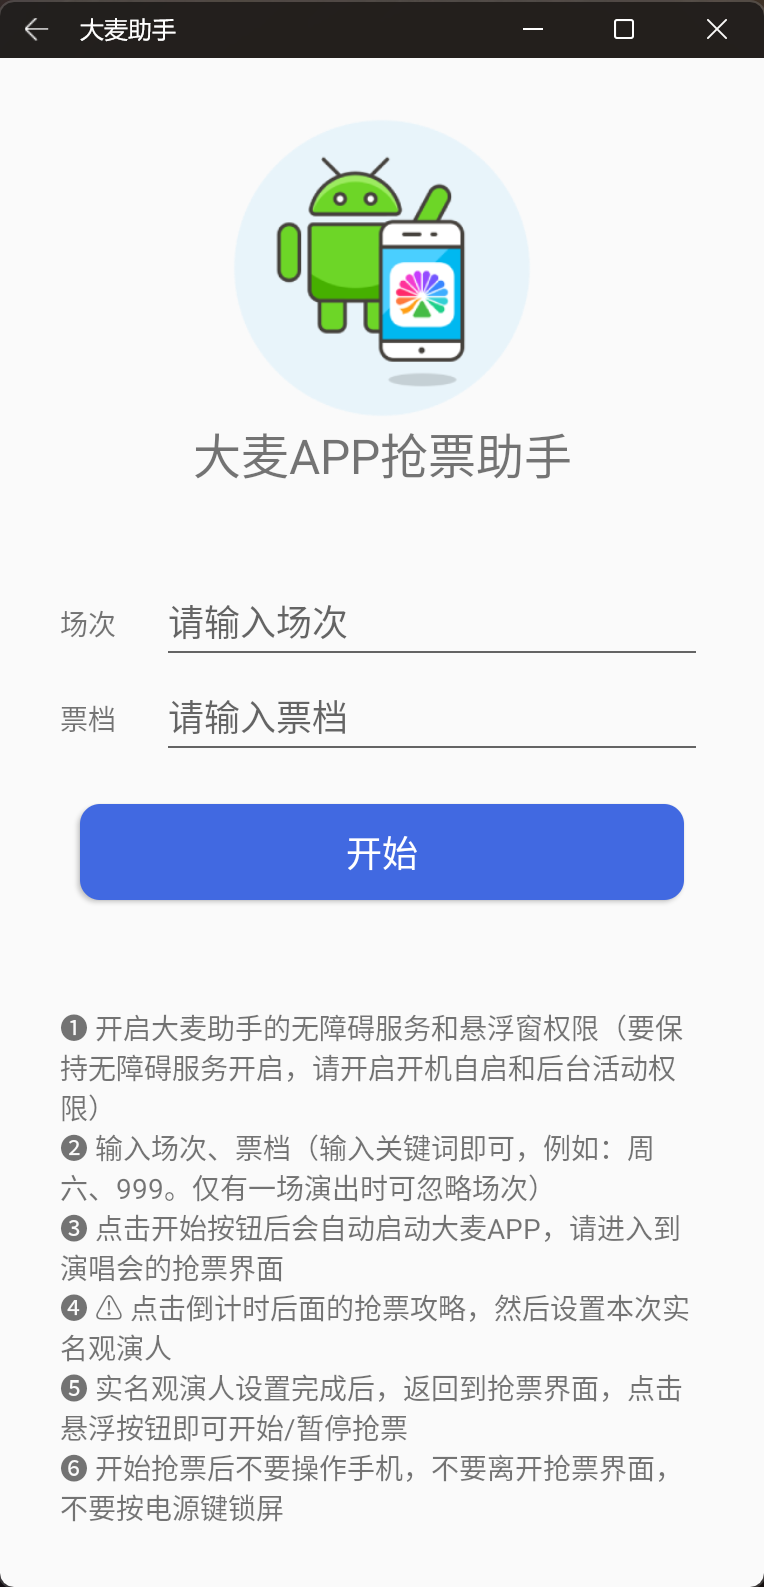 大麦助手
大麦APP抢票助手
场次 请输入场次
票档 请输入票档
开始
❶ 开启大麦助手的无障碍服务和悬浮窗权限（要保
持无障碍服务开启，请开启开机自启和后台活动权
限）
❷ 输入场次、票档（输入关键词即可，例如：周
六、999。仅有一场演出时可忽略场次）
❸ 点击开始按钮后会自动启动大麦APP，请进入到
演唱会的抢票界面
❹ ⚠ 点击倒计时后面的抢票攻略，然后设置本次实
名观演人
❺ 实名观演人设置完成后，返回到抢票界面，点击
悬浮按钮即可开始/暂停抢票
❻ 开始抢票后不要操作手机，不要离开抢票界面，
不要按电源键锁屏